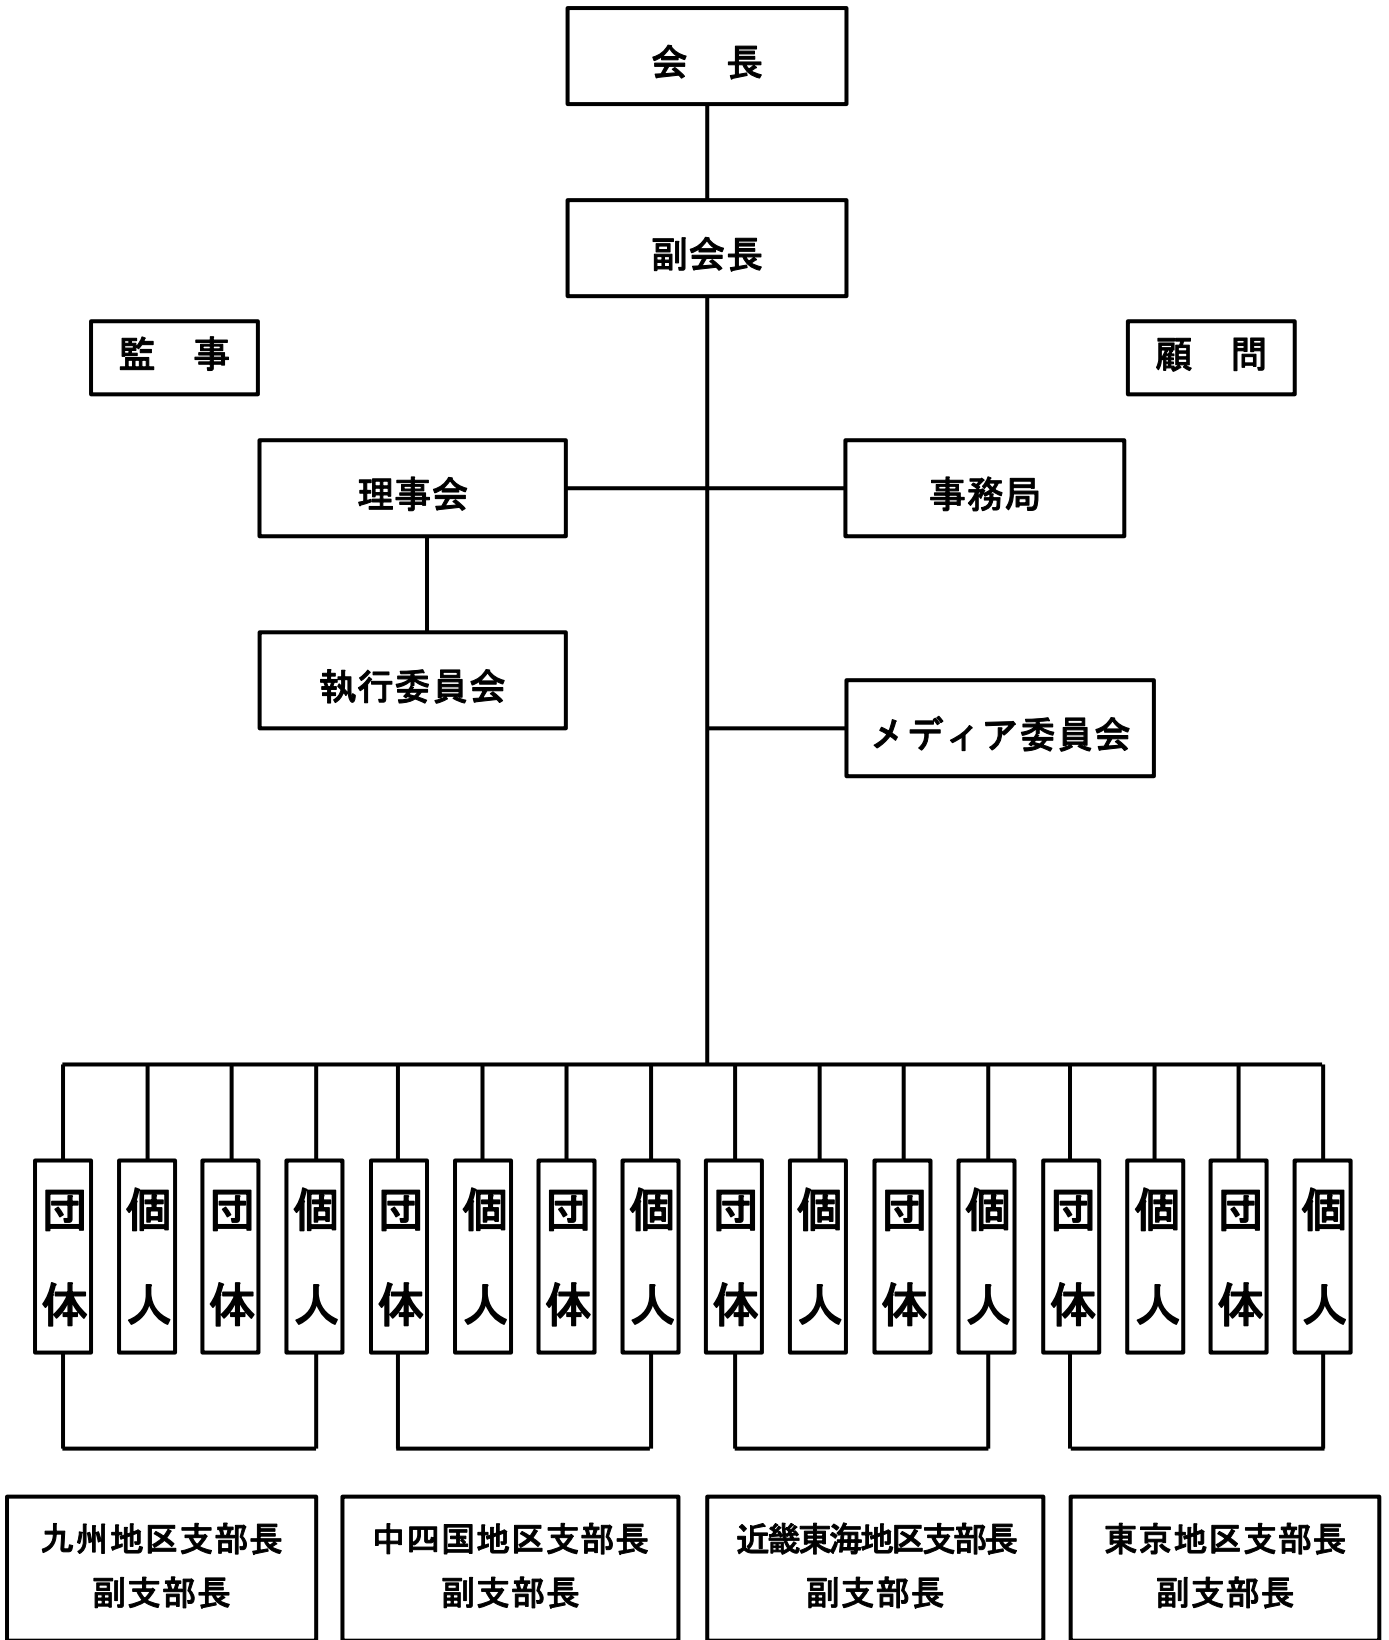 会　長
副会長
監　事
顧　問
理事会
事務局
執行委員会
メディア委員会
団体
個人
団体
個人
団体
個人
団体
個人
団体
個人
団体
個人
団体
個人
団体
個人
九州地区支部長
副支部長
中四国地区支部長
副支部長
近畿東海地区支部長
副支部長
東京地区支部長
副支部長